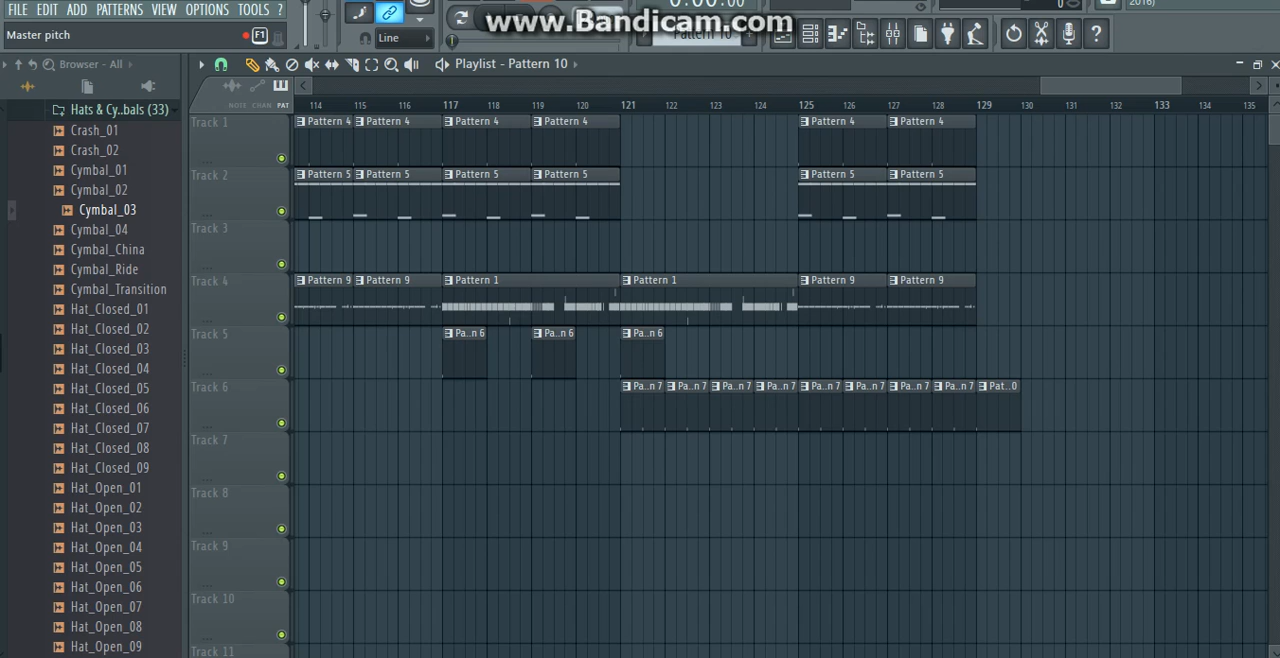 FILE EDIT ADD PATTERNS VIEW OPTIONS TOOLS ?
www.Bandicam.com
2016)
Master pitch
F1
Line
Pattern 10
Browser - All
Playlist - Pattern 10
NOTE CHAN PAT
114 115 116 117 118 119 120 121 122 123 124 125 126 127 128 129 130 131 132 133 134 135
Hats & Cy..bals (33)
Crash_01
Crash_02
Cymbal_01
Cymbal_02
Cymbal_03
Cymbal_04
Cymbal_China
Cymbal_Ride
Cymbal_Transition
Hat_Closed_01
Hat_Closed_02
Hat_Closed_03
Hat_Closed_04
Hat_Closed_05
Hat_Closed_06
Hat_Closed_07
Hat_Closed_08
Hat_Closed_09
Hat_Open_01
Hat_Open_02
Hat_Open_03
Hat_Open_04
Hat_Open_05
Hat_Open_06
Hat_Open_07
Hat_Open_08
Hat_Open_09
Track 1 Pattern 4 Pattern 4 Pattern 4 Pattern 4 Pattern 4 Pattern 4
Track 2 Pattern 5 Pattern 5 Pattern 5 Pattern 5 Pattern 5 Pattern 5
Track 3
Track 4 Pattern 9 Pattern 9 Pattern 1 Pattern 1 Pattern 9 Pattern 9
Track 5 Pa..n 6 Pa..n 6 Pa..n 6
Track 6 Pa..n 7 Pa..n 7 Pa..n 7 Pa..n 7 Pa..n 7 Pa..n 7 Pa..n 7 Pa..n 7 Pat..0
Track 7
Track 8
Track 9
Track 10
Track 11